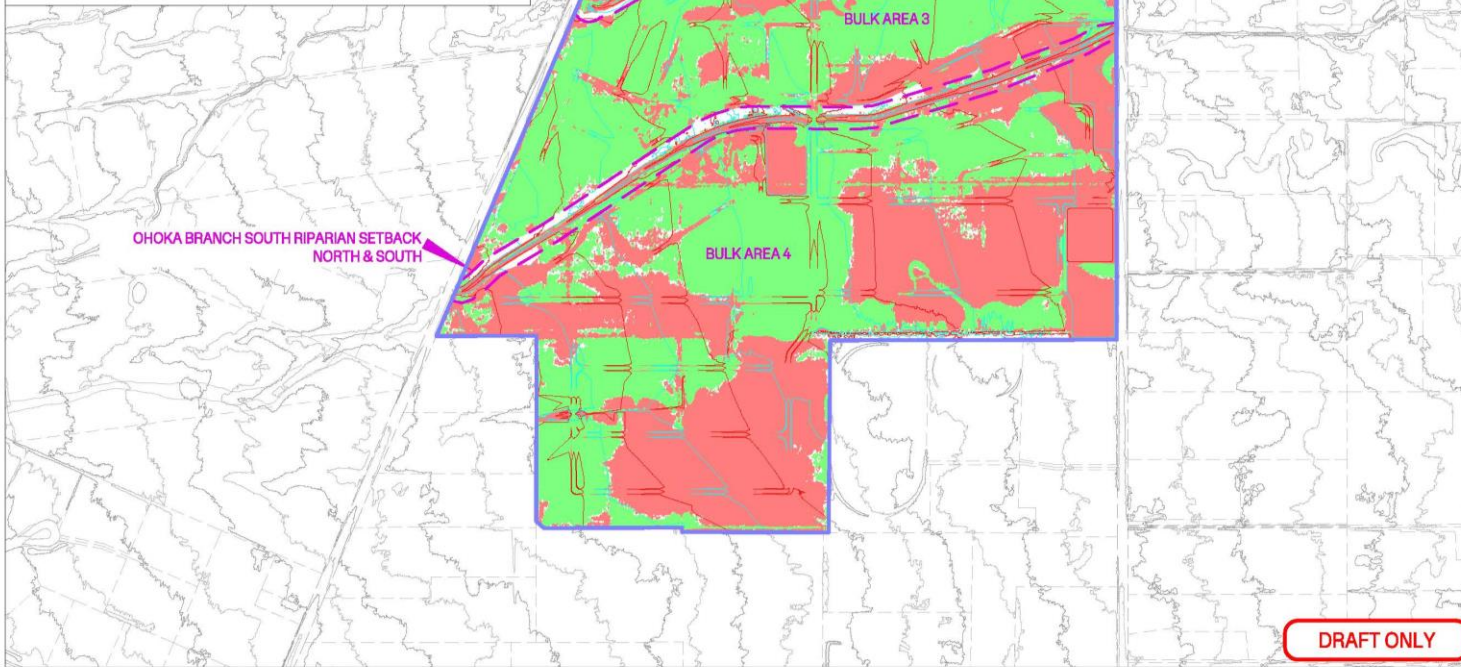 BULK AREA 3
OHOKA BRANCH SOUTH RIPARIAN SETBACK
NORTH & SOUTH
BULK AREA 4
DRAFT ONLY